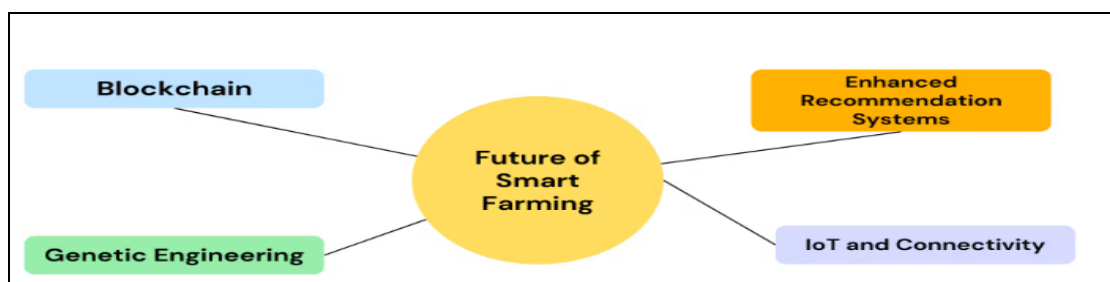 Blockchain
Enhanced
Recommendation
Systems
Future of
Smart
Farming
Genetic Engineering
IoT and Connectivity